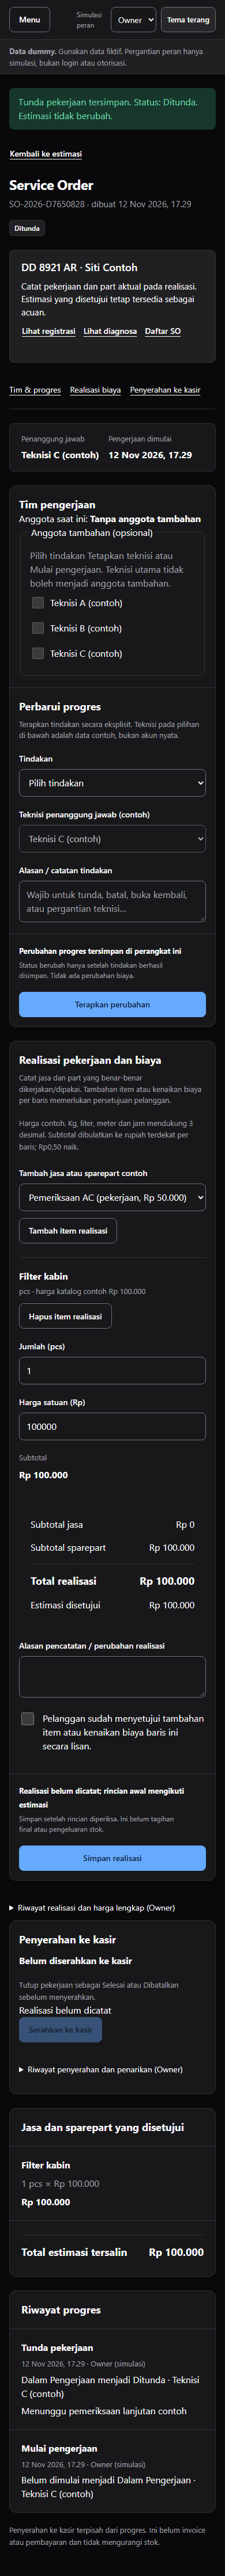 Menu
Simulasi
peran
Owner
Tema terang
Data dummy. Gunakan data fiktif. Pergantian peran hanya
simulasi, bukan login atau otorisasi.
Tunda pekerjaan tersimpan. Status: Ditunda.
Estimasi tidak berubah.
Kembali ke estimasi
Service Order
SO-2026-D7650828 · dibuat 12 Nov 2026, 17.29
Ditunda
DD 8921 AR · Siti Contoh
Catat pekerjaan dan part aktual pada realisasi.
Estimasi yang disetujui tetap tersedia sebagai
acuan.
Lihat registrasi Lihat diagnosa Daftar SO
Tim & progres Realisasi biaya Penyerahan ke kasir
Penanggung jawab
Teknisi C (contoh)
Pengerjaan dimulai
12 Nov 2026, 17.29
Tim pengerjaan
Anggota saat ini: Tanpa anggota tambahan
Anggota tambahan (opsional)
Pilih tindakan Tetapkan teknisi atau
Mulai pengerjaan. Teknisi utama tidak
boleh menjadi anggota tambahan.
Teknisi A (contoh)
Teknisi B (contoh)
Teknisi C (contoh)
Perbarui progres
Terapkan tindakan secara eksplisit. Teknisi pada pilihan
di bawah adalah data contoh, bukan akun nyata.
Tindakan
Pilih tindakan
Teknisi penanggung jawab (contoh)
Teknisi C (contoh)
Alasan / catatan tindakan
Wajib untuk tunda, batal, buka kembali,
atau pergantian teknisi...
Perubahan progres tersimpan di perangkat ini
Status berubah hanya setelah tindakan berhasil
disimpan. Tidak ada perubahan biaya.
Terapkan perubahan
Realisasi pekerjaan dan biaya
Catat jasa dan part yang benar-benar
dikerjakan/dipakai. Tambahan item atau kenaikan biaya
per baris memerlukan persetujuan pelanggan.
Harga contoh. Kg, liter, meter dan jam mendukung 3
desimal. Subtotal dibulatkan ke rupiah terdekat per
baris; Rp0,50 naik.
Tambah jasa atau sparepart contoh
Pemeriksaan AC (pekerjaan, Rp 50.000)
Tambah item realisasi
Filter kabin
pcs · harga katalog contoh Rp 100.000
Hapus item realisasi
Jumlah (pcs)
1
Harga satuan (Rp)
100000
Subtotal
Rp 100.000
Subtotal jasa Rp 0
Subtotal sparepart Rp 100.000
Total realisasi Rp 100.000
Estimasi disetujui Rp 100.000
Alasan pencatatan / perubahan realisasi
Pelanggan sudah menyetujui tambahan
item atau kenaikan biaya baris ini
secara lisan.
Realisasi belum dicatat; rincian awal mengikuti
estimasi
Simpan setelah rincian diperiksa. Ini belum tagihan
final atau pengeluaran stok.
Simpan realisasi
Riwayat realisasi dan harga lengkap (Owner)
Penyerahan ke kasir
Belum diserahkan ke kasir
Tutup pekerjaan sebagai Selesai atau Dibatalkan
sebelum menyerahkan.
Realisasi belum dicatat
Serahkan ke kasir
Riwayat penyerahan dan penarikan (Owner)
Jasa dan sparepart yang disetujui
Filter kabin
1 pcs × Rp 100.000
Rp 100.000
Total estimasi tersalin Rp 100.000
Riwayat progres
Tunda pekerjaan
12 Nov 2026, 17.29 · Owner (simulasi)
Dalam Pengerjaan menjadi Ditunda · Teknisi
C (contoh)
Menunggu pemeriksaan lanjutan contoh
Mulai pengerjaan
12 Nov 2026, 17.29 · Owner (simulasi)
Belum dimulai menjadi Dalam Pengerjaan ·
Teknisi C (contoh)
Penyerahan ke kasir terpisah dari progres. Ini belum invoice
atau pembayaran dan tidak mengurangi stok.